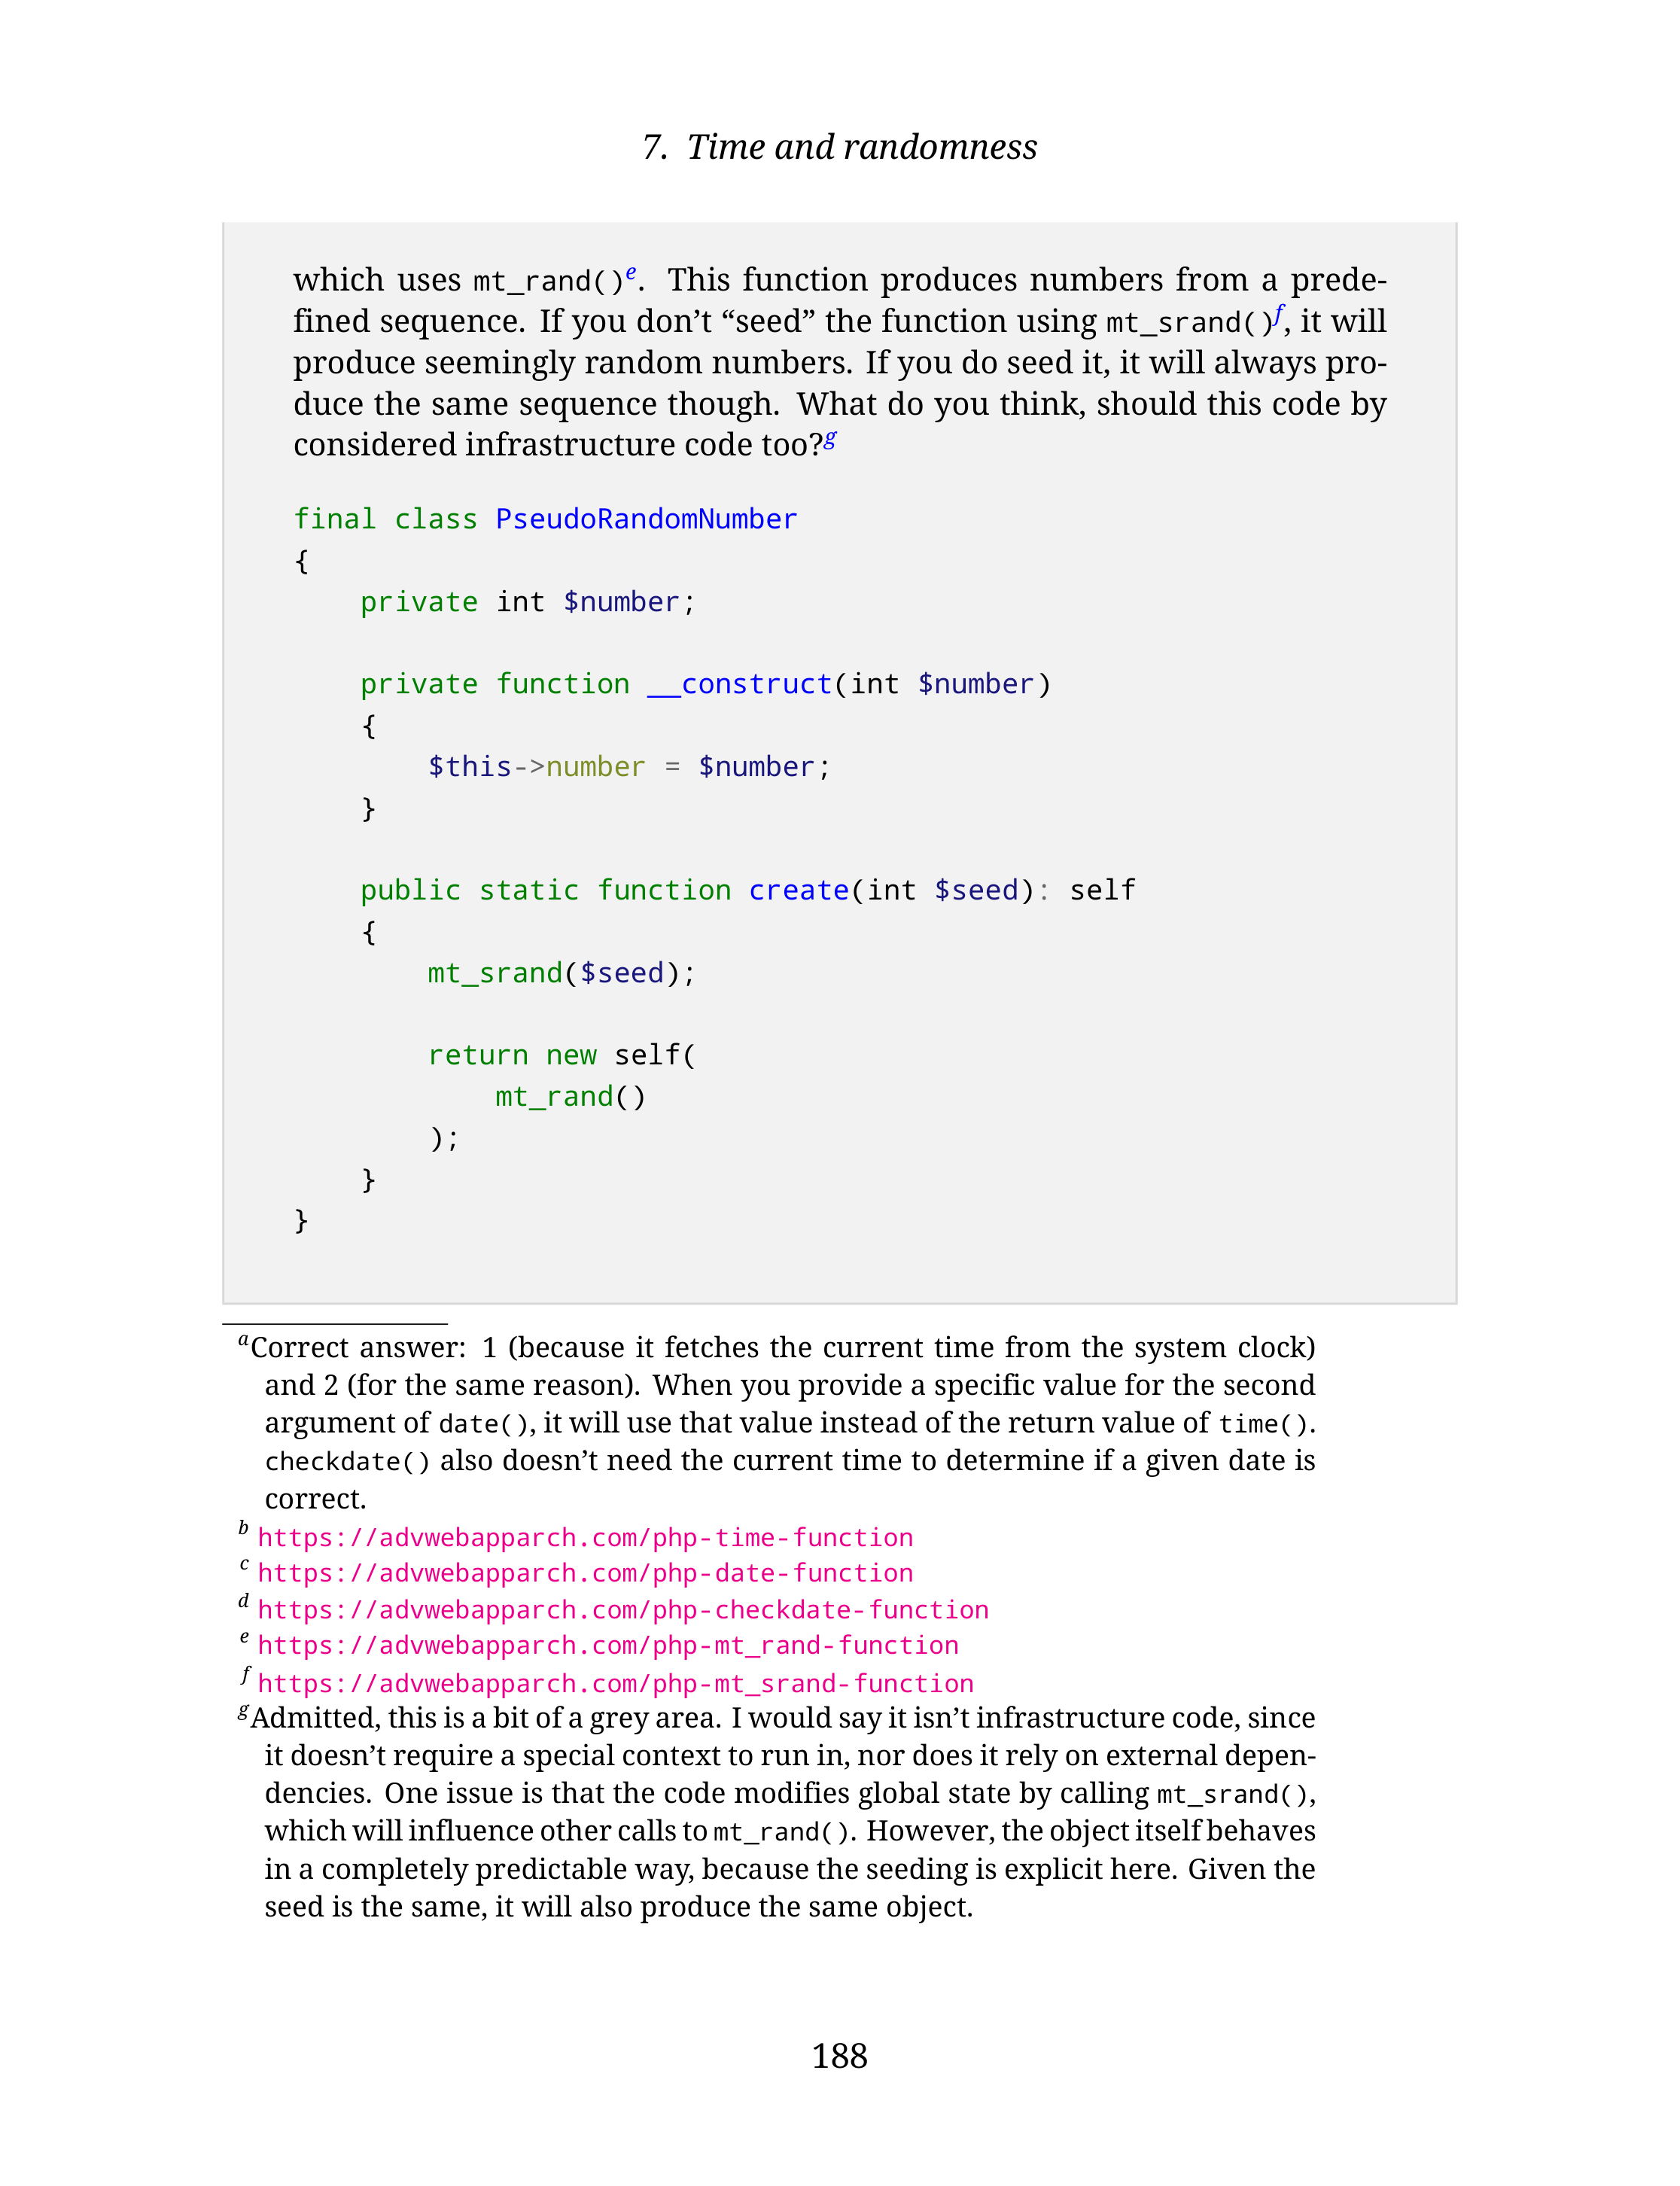 7. Time and randomness
which uses mt_rand()e. This function produces numbers from a prede-
fined sequence. If you don’t “seed” the function using mt_srand()f, it will
produce seemingly random numbers. If you do seed it, it will always pro-
duce the same sequence though. What do you think, should this code by
considered infrastructure code too?g
final class PseudoRandomNumber
{
    private int $number;

    private function __construct(int $number)
    {
        $this->number = $number;
    }

    public static function create(int $seed): self
    {
        mt_srand($seed);

        return new self(
            mt_rand()
        );
    }
}
aCorrect answer: 1 (because it fetches the current time from the system clock)
and 2 (for the same reason). When you provide a specific value for the second
argument of date(), it will use that value instead of the return value of time().
checkdate() also doesn’t need the current time to determine if a given date is
correct.
b https://advwebapparch.com/php-time-function
c https://advwebapparch.com/php-date-function
d https://advwebapparch.com/php-checkdate-function
e https://advwebapparch.com/php-mt_rand-function
f https://advwebapparch.com/php-mt_srand-function
gAdmitted, this is a bit of a grey area. I would say it isn’t infrastructure code, since
it doesn’t require a special context to run in, nor does it rely on external depen-
dencies. One issue is that the code modifies global state by calling mt_srand(),
which will influence other calls to mt_rand(). However, the object itself behaves
in a completely predictable way, because the seeding is explicit here. Given the
seed is the same, it will also produce the same object.
188